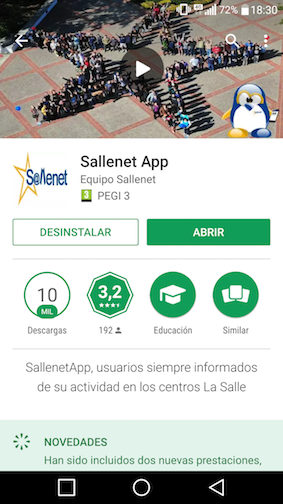 72% 18:30
S@llenet
Sallenet App
Equipo Sallenet
3 PEGI 3
DESINSTALAR
ABRIR
10
MIL
3,2
Descargas
192
Educación
Similar
SallenetApp, usuarios siempre informados
de su actividad en los centros La Salle
NOVEDADES
Han sido incluidos dos nuevas prestaciones,